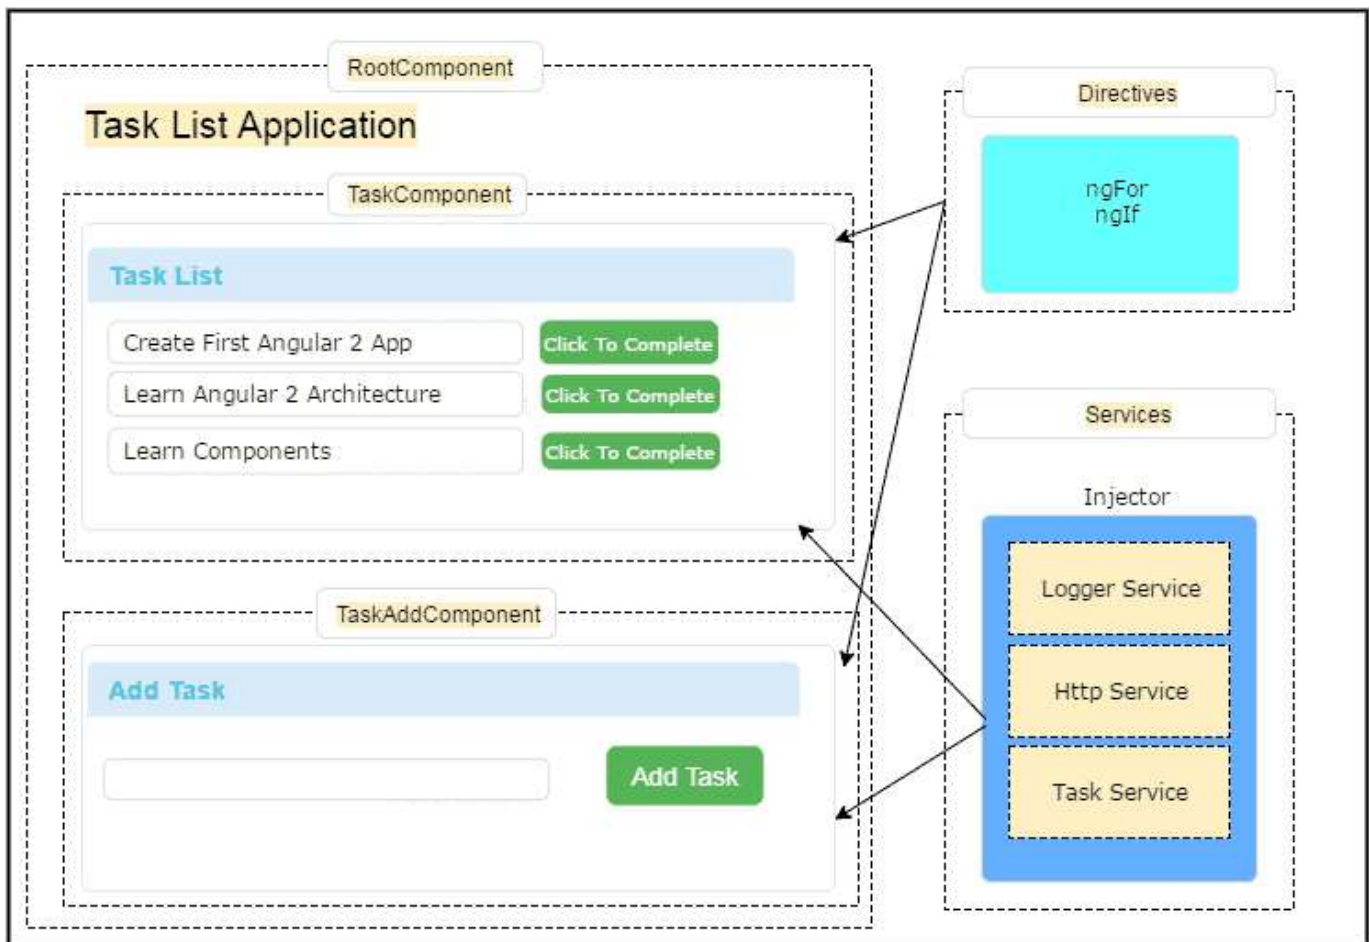 RootComponent
Task List Application
TaskComponent
Task List
Create First Angular 2 App
Click To Complete
Learn Angular 2 Architecture
Click To Complete
Learn Components
Click To Complete
TaskAddComponent
Add Task
Add Task
Directives
ngFor
ngIf
Services
Injector
Logger Service
Http Service
Task Service